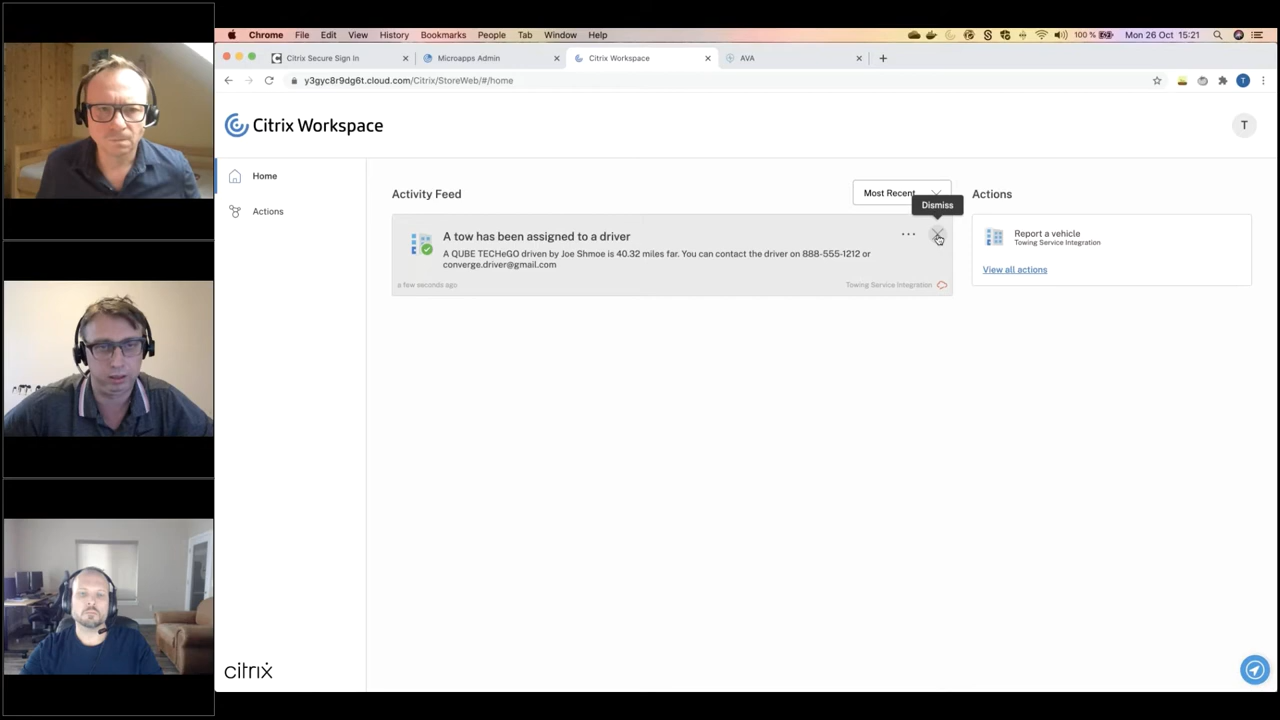 Chrome File Edit View History Bookmarks People Tab Window Help
100 % Mon 26 Oct 15:21
Citrix Secure Sign In
Microapps Admin
Citrix Workspace
AVA
y3gyc8r9dg6t.cloud.com/Citrix/StoreWeb/#/home
T
Citrix Workspace
T
Home
Actions
Activity Feed
Most Recent
Dismiss
A tow has been assigned to a driver
A QUBE TECHeGO driven by Joe Shmoe is 40.32 miles far. You can contact the driver on 888-555-1212 or
converge.driver@gmail.com
a few seconds ago
Towing Service Integration
Actions
Report a vehicle
Towing Service Integration
View all actions
citrix